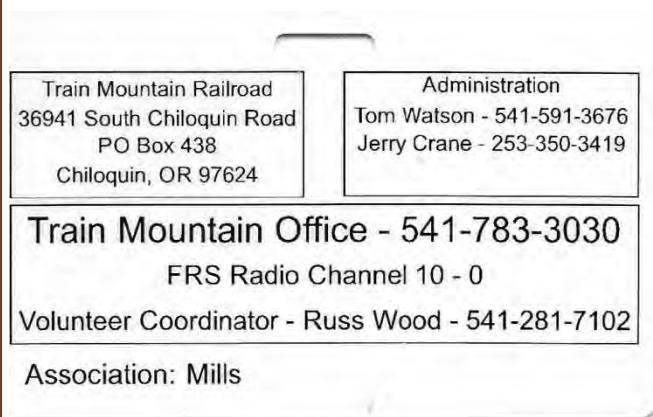 Train Mountain Railroad
36941 South Chiloquin Road
PO Box 438
Chiloquin, OR 97624
Administration
Tom Watson - 541-591-3676
Jerry Crane - 253-350-3419
Train Mountain Office - 541-783-3030
FRS Radio Channel 10 - 0
Volunteer Coordinator - Russ Wood - 541-281-7102
Association: Mills